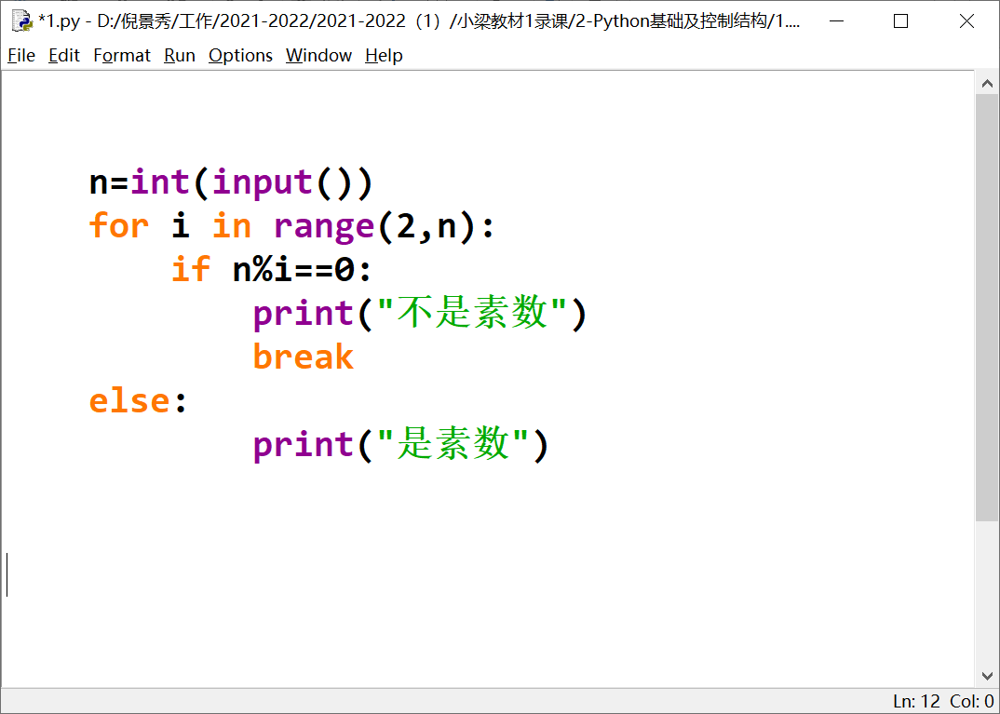 *1.py - D:/倪景秀/工作/2021-2022/2021-2022（1）/小梁教材1录课/2-Python基础及控制结构/1....
File Edit Format Run Options Window Help
n=int(input())
for i in range(2,n):
    if n%i==0:
        print("不是素数")
        break
else:
        print("是素数")
Ln: 12 Col: 0